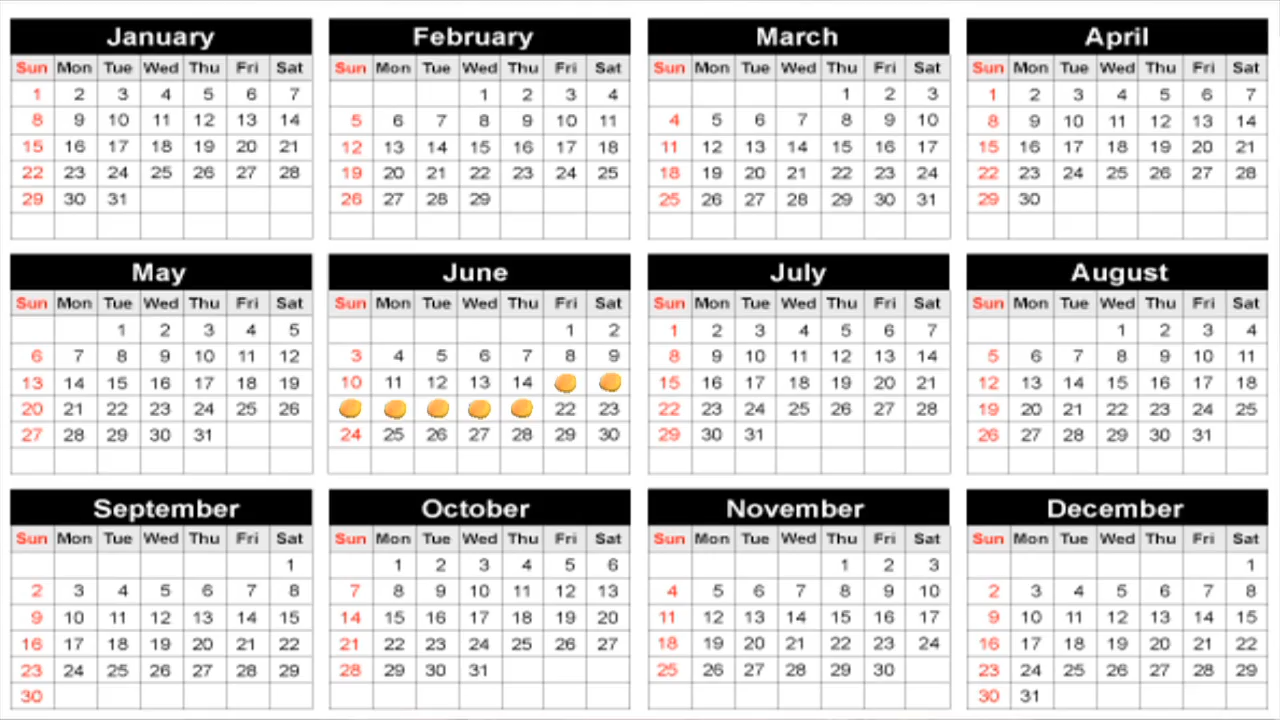 January February March April
Sun Mon Tue Wed Thu Fri Sat Sun Mon Tue Wed Thu Fri Sat Sun Mon Tue Wed Thu Fri Sat Sun Mon Tue Wed Thu Fri Sat
1 2 3 4 5 6 7 1 2 3 4 1 2 3 1 2 3 4 5 6 7
8 9 10 11 12 13 14 5 6 7 8 9 10 11 4 5 6 7 8 9 10 8 9 10 11 12 13 14
15 16 17 18 19 20 21 12 13 14 15 16 17 18 11 12 13 14 15 16 17 15 16 17 18 19 20 21
22 23 24 25 26 27 28 19 20 21 22 23 24 25 18 19 20 21 22 23 24 22 23 24 25 26 27 28
29 30 31 26 27 28 29 25 26 27 28 29 30 31 29 30
May June July August
Sun Mon Tue Wed Thu Fri Sat Sun Mon Tue Wed Thu Fri Sat Sun Mon Tue Wed Thu Fri Sat Sun Mon Tue Wed Thu Fri Sat
1 2 3 4 5 1 2 1 2 3 4 5 6 7 1 2 3 4
6 7 8 9 10 11 12 3 4 5 6 7 8 9 8 9 10 11 12 13 14 5 6 7 8 9 10 11
13 14 15 16 17 18 19 10 11 12 13 14 15 16 17 18 19 20 21 12 13 14 15 16 17 18
20 21 22 23 24 25 26 22 23 22 23 24 25 26 27 28 19 20 21 22 23 24 25
27 28 29 30 31 24 25 26 27 28 29 30 29 30 31 26 27 28 29 30 31
September October November December
Sun Mon Tue Wed Thu Fri Sat Sun Mon Tue Wed Thu Fri Sat Sun Mon Tue Wed Thu Fri Sat Sun Mon Tue Wed Thu Fri Sat
1 1 2 3 4 5 6 1 2 3 1
2 3 4 5 6 7 8 7 8 9 10 11 12 13 4 5 6 7 8 9 10 2 3 4 5 6 7 8
9 10 11 12 13 14 15 14 15 16 17 18 19 20 11 12 13 14 15 16 17 9 10 11 12 13 14 15
16 17 18 19 20 21 22 21 22 23 24 25 26 27 18 19 20 21 22 23 24 16 17 18 19 20 21 22
23 24 25 26 27 28 29 28 29 30 31 25 26 27 28 29 30 23 24 25 26 27 28 29
30 30 31